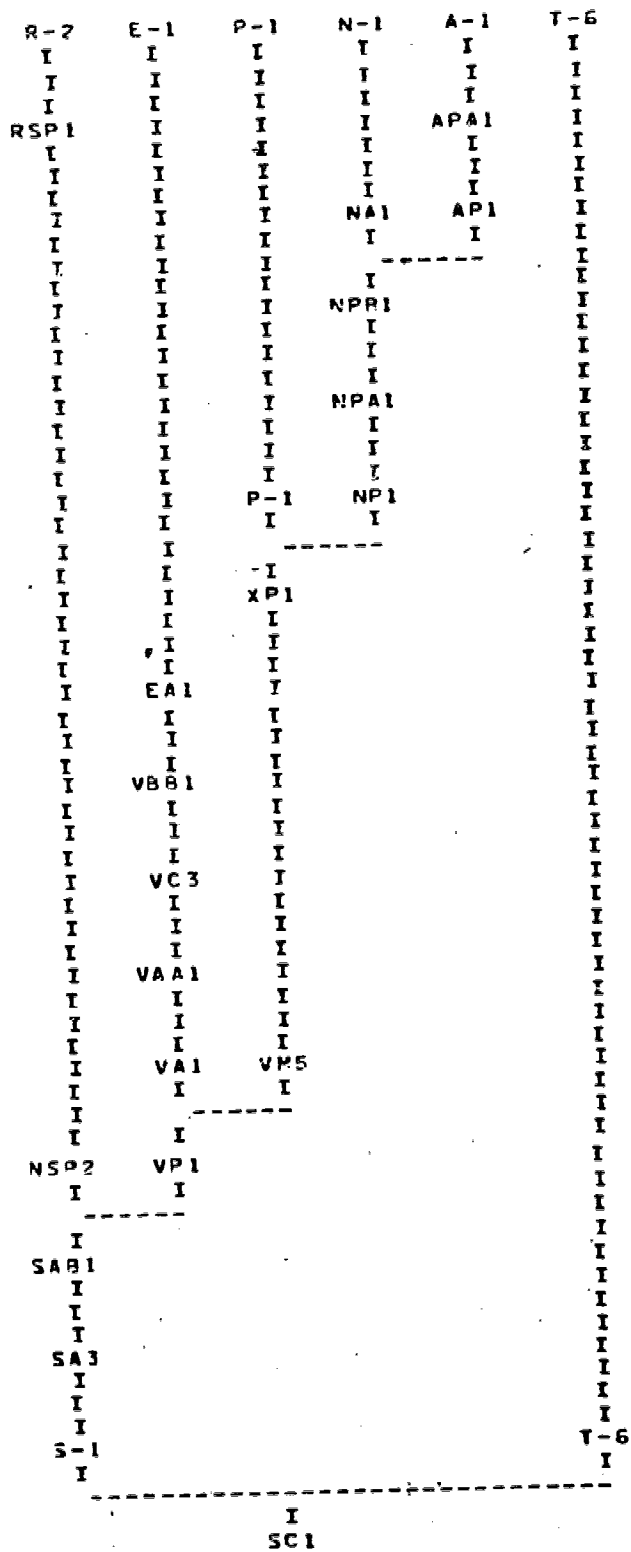 R-2 E-1 P-1 N-1 A-1 T-6
RSP1 APA1
NA1 AP1
NPB1
NPA1
P-1 NP1
XP1
EA1
VBB1
VC3
VAA1
VA1 VM5
NSP2 VP1
SAB1
SA3
S-1 T-6
SC1